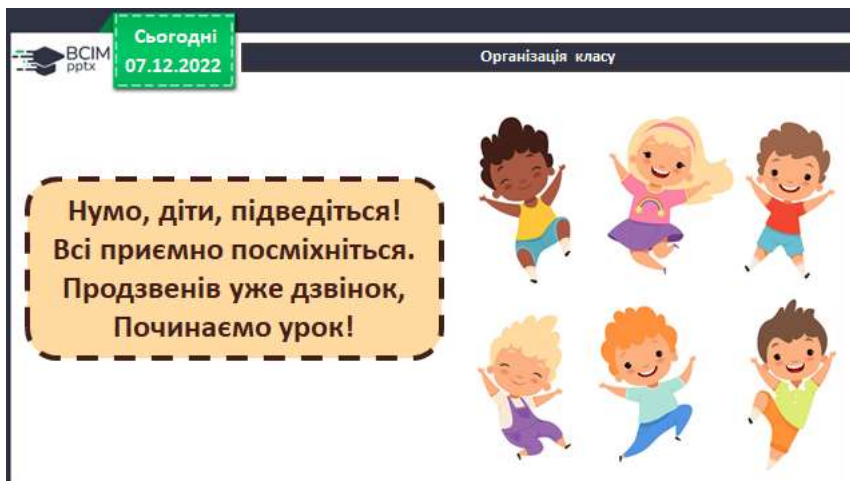 Сьогодні
07.12.2022
ВСІМ
pptx
Організація класу
Нумо, діти, підведіться!
Всі приємно посміхніться.
Продзвенів уже дзвінок,
Починаємо урок!